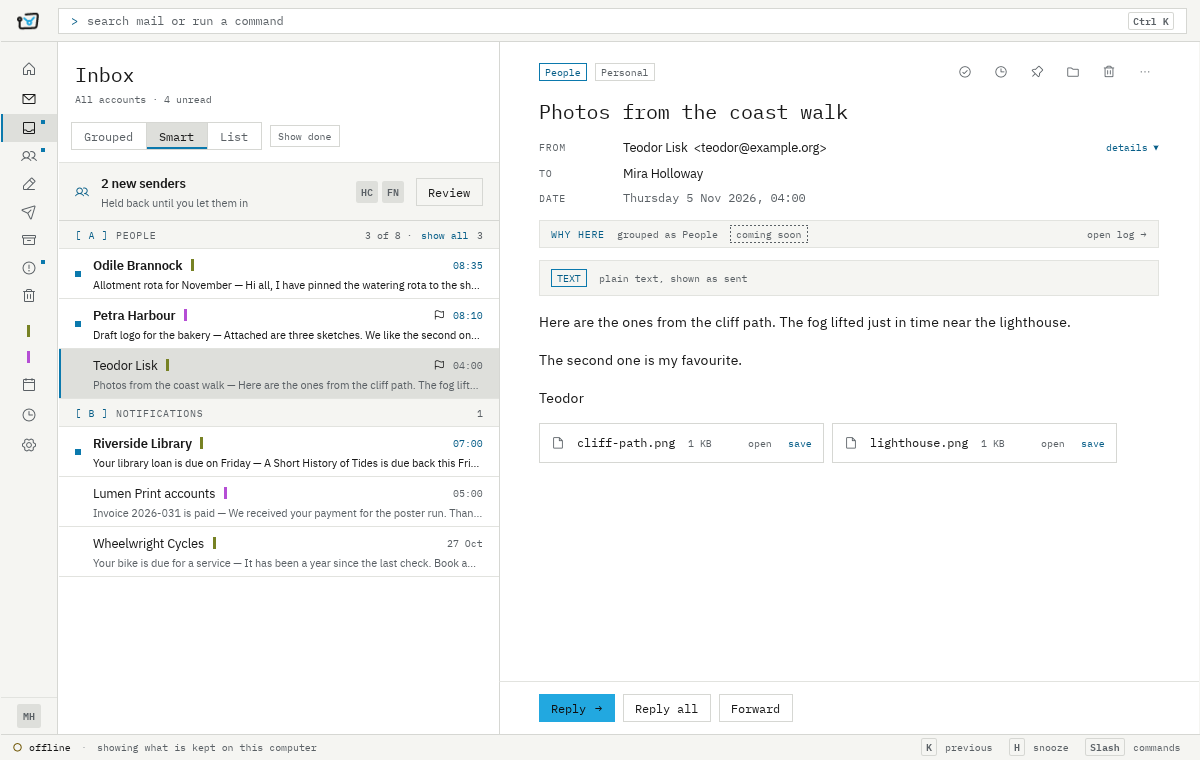 > search mail or run a command Ctrl K
Inbox
All accounts · 4 unread
Grouped Smart List Show done
2 new senders
Held back until you let them in
HC FN Review
[ A ] PEOPLE 3 of 8 · show all 3
Odile Brannock 08:35
Allotment rota for November — Hi all, I have pinned the watering rota to the sh…
Petra Harbour 08:10
Draft logo for the bakery — Attached are three sketches. We like the second on…
Teodor Lisk 04:00
Photos from the coast walk — Here are the ones from the cliff path. The fog lift…
[ B ] NOTIFICATIONS 1
Riverside Library 07:00
Your library loan is due on Friday — A Short History of Tides is due back this Fri…
Lumen Print accounts 05:00
Invoice 2026-031 is paid — We received your payment for the poster run. Than…
Wheelwright Cycles 27 Oct
Your bike is due for a service — It has been a year since the last check. Book a…
People Personal
Photos from the coast walk
FROM Teodor Lisk <teodor@example.org> details ▾
TO Mira Holloway
DATE Thursday 5 Nov 2026, 04:00
WHY HERE grouped as People coming soon open log →
TEXT plain text, shown as sent
Here are the ones from the cliff path. The fog lifted just in time near the lighthouse.
The second one is my favourite.
Teodor
cliff-path.png 1 KB open save
lighthouse.png 1 KB open save
Reply → Reply all Forward
MH
offline · showing what is kept on this computer
K previous H snooze Slash commands